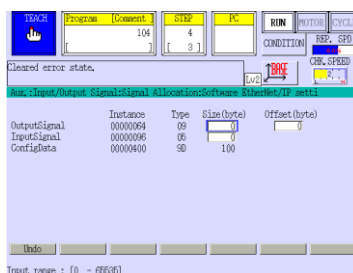 TEACH
Program [Comment ] STEP PC
104 4
[ ] [ 3 ]
RUN MOTOR CYCL
CONDITION REP. SPD
Cleared error state.
Lv2 BASE CHK.SPEED
2
Aux.:Input/Output Signal:Signal Allocation:Software EtherNet/IP setti
Instance Type Size(byte) Offset(byte)
OutputSignal 00000064 09 0 0
InputSignal 00000096 05 0
ConfigData 00000400 9D 100
Undo
Input range : [0 - 65535]